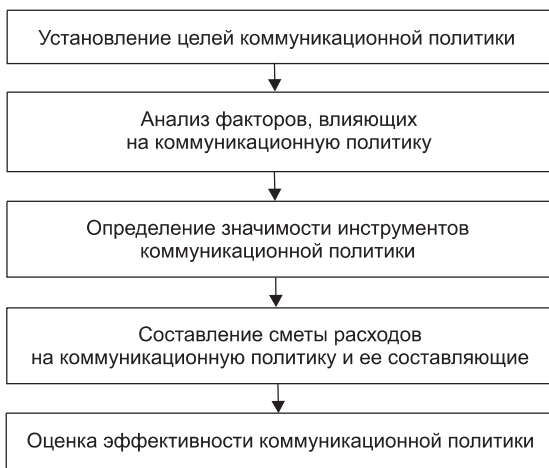 Установление целей коммуникационной политики
Анализ факторов, влияющих
на коммуникационную политику
Определение значимости инструментов
коммуникационной политики
Составление сметы расходов
на коммуникационную политику и ее составляющие
Оценка эффективности коммуникационной политики